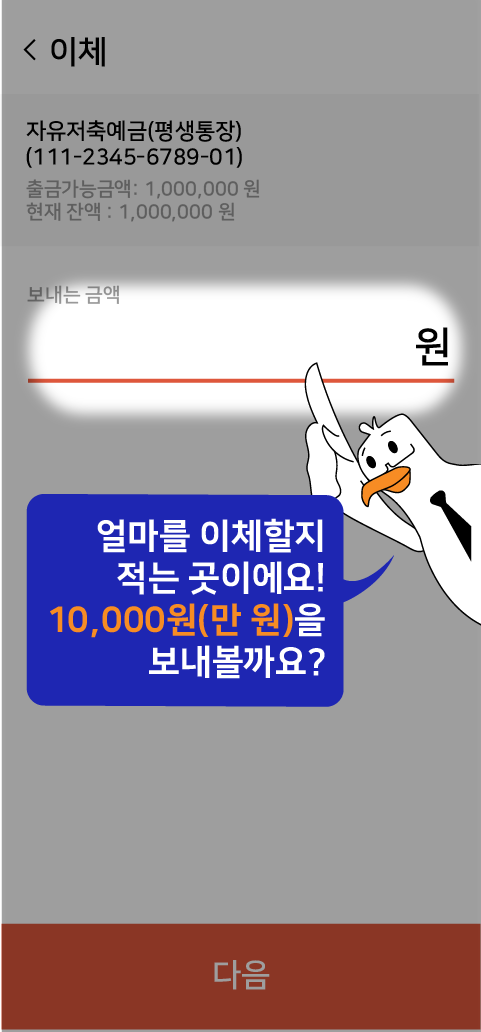 < 이체
자유저축예금(평생통장)
(111-2345-6789-01)
출금가능금액: 1,000,000 원
현재 잔액 : 1,000,000 원
보내는 금액
원
얼마를 이체할지
적는 곳이에요!
10,000원(만 원)을
보내볼까요?
다음